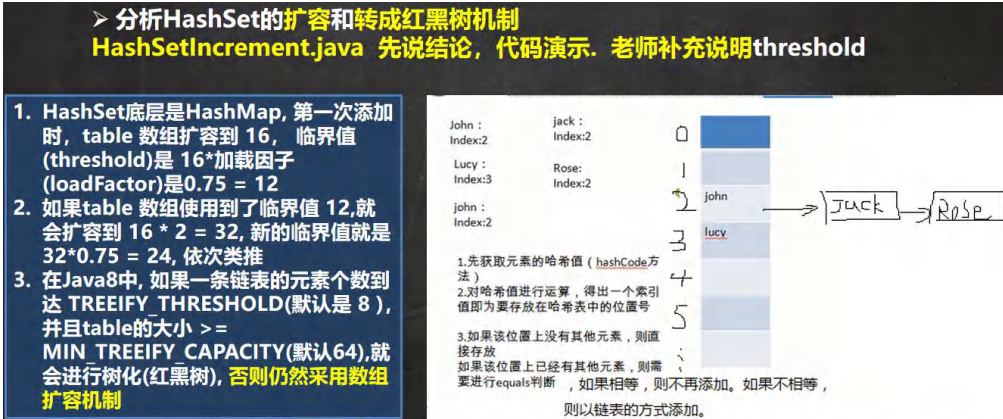 ➢ 分析HashSet的扩容和转成红黑树机制
HashSetIncrement.java 先说结论，代码演示. 老师补充说明threshold
1. HashSet底层是HashMap, 第一次添加
时，table 数组扩容到 16， 临界值
(threshold)是 16*加载因子
(loadFactor)是0.75 = 12
2. 如果table 数组使用到了临界值 12,就
会扩容到 16 * 2 = 32, 新的临界值就是
32*0.75 = 24, 依次类推
3. 在Java8中, 如果一条链表的元素个数到
达 TREEIFY_THRESHOLD(默认是 8 ),
并且table的大小 >=
MIN_TREEIFY_CAPACITY(默认64),就
会进行树化(红黑树), 否则仍然采用数组
扩容机制
John：
Index:2
jack：
Index:2
Lucy：
Index:3
Rose:
Index:2
john：
Index:2
0
1
2
3
4
5
john
lucy
Jack
Rose
1.先获取元素的哈希值（hashCode方
法）
2.对哈希值进行运算，得出一个索引
值即为要存放在哈希表中的位置号
3.如果该位置上没有其他元素，则直
接存放
如果该位置上已经有其他元素，则需
要进行equals判断 ，如果相等，则不再添加。如果不相等，
则以链表的方式添加。